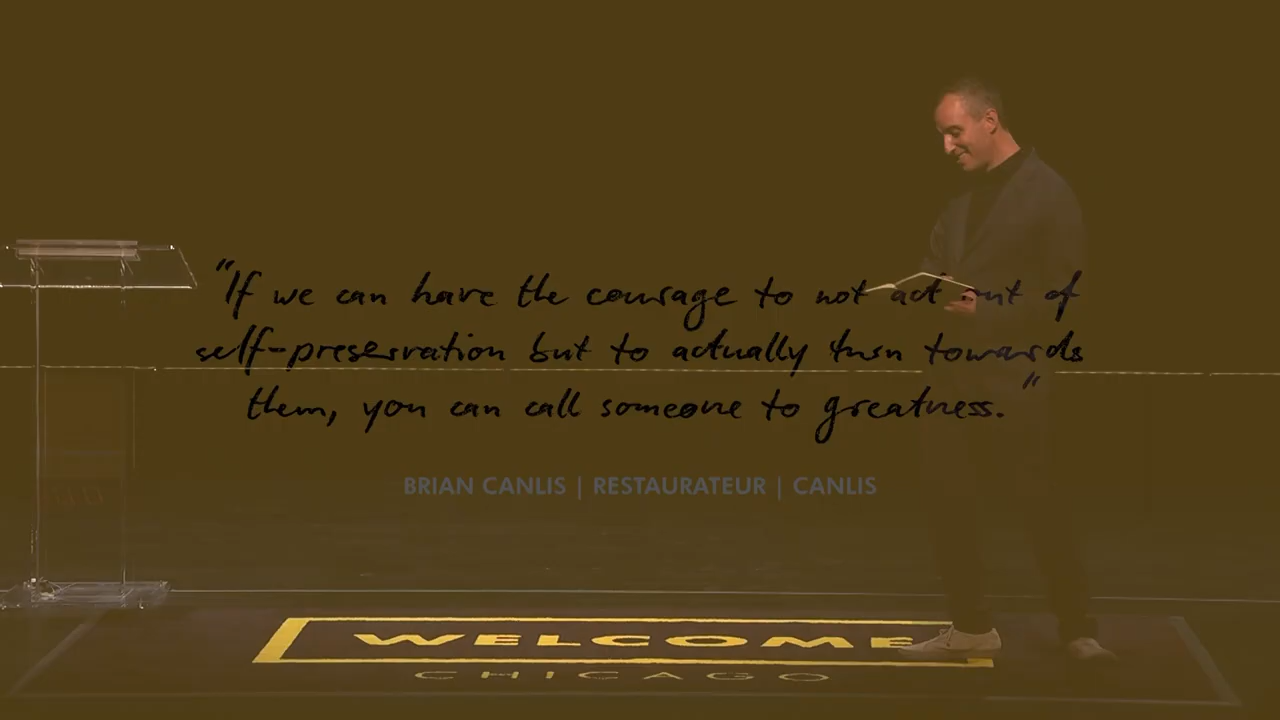 "If we can have the courage to not act out of
self-preservation but to actually turn towards
them, you can call someone to greatness."
BRIAN CANLIS | RESTAURATEUR | CANLIS
WELCOME
CHICAGO